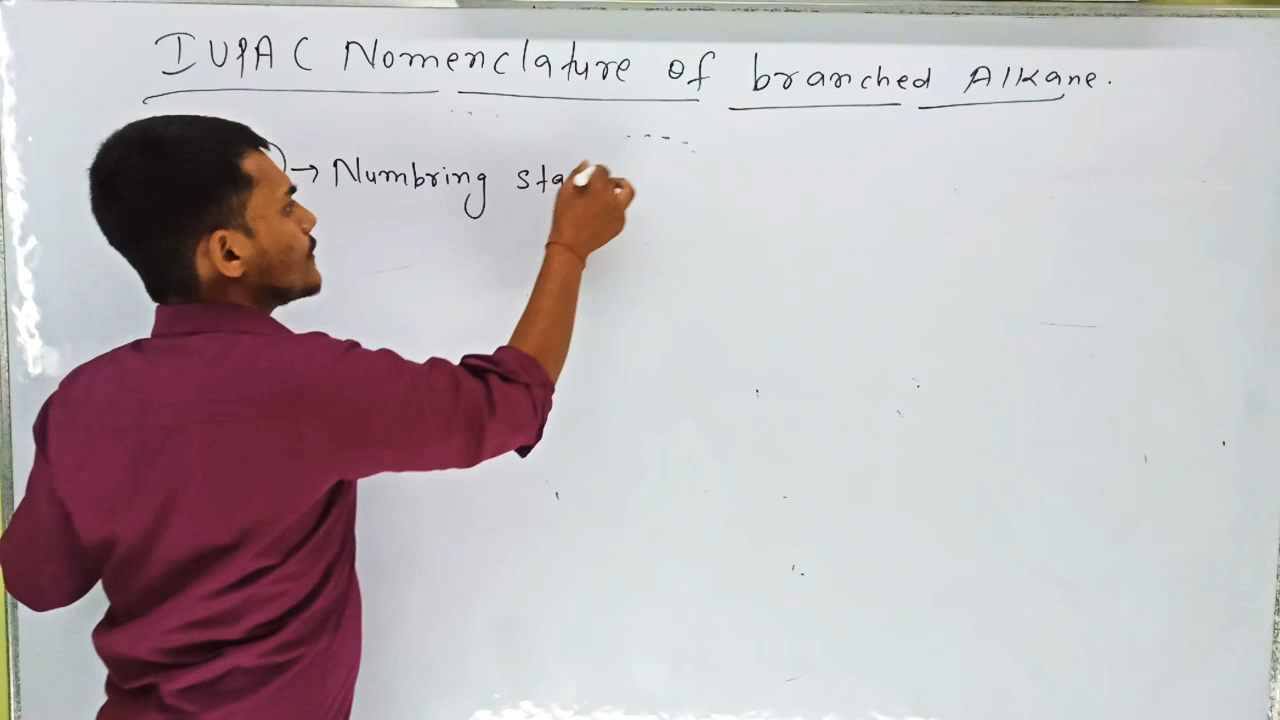 IUPAC Nomenclature of branched Alkane.
) → Numbring sta